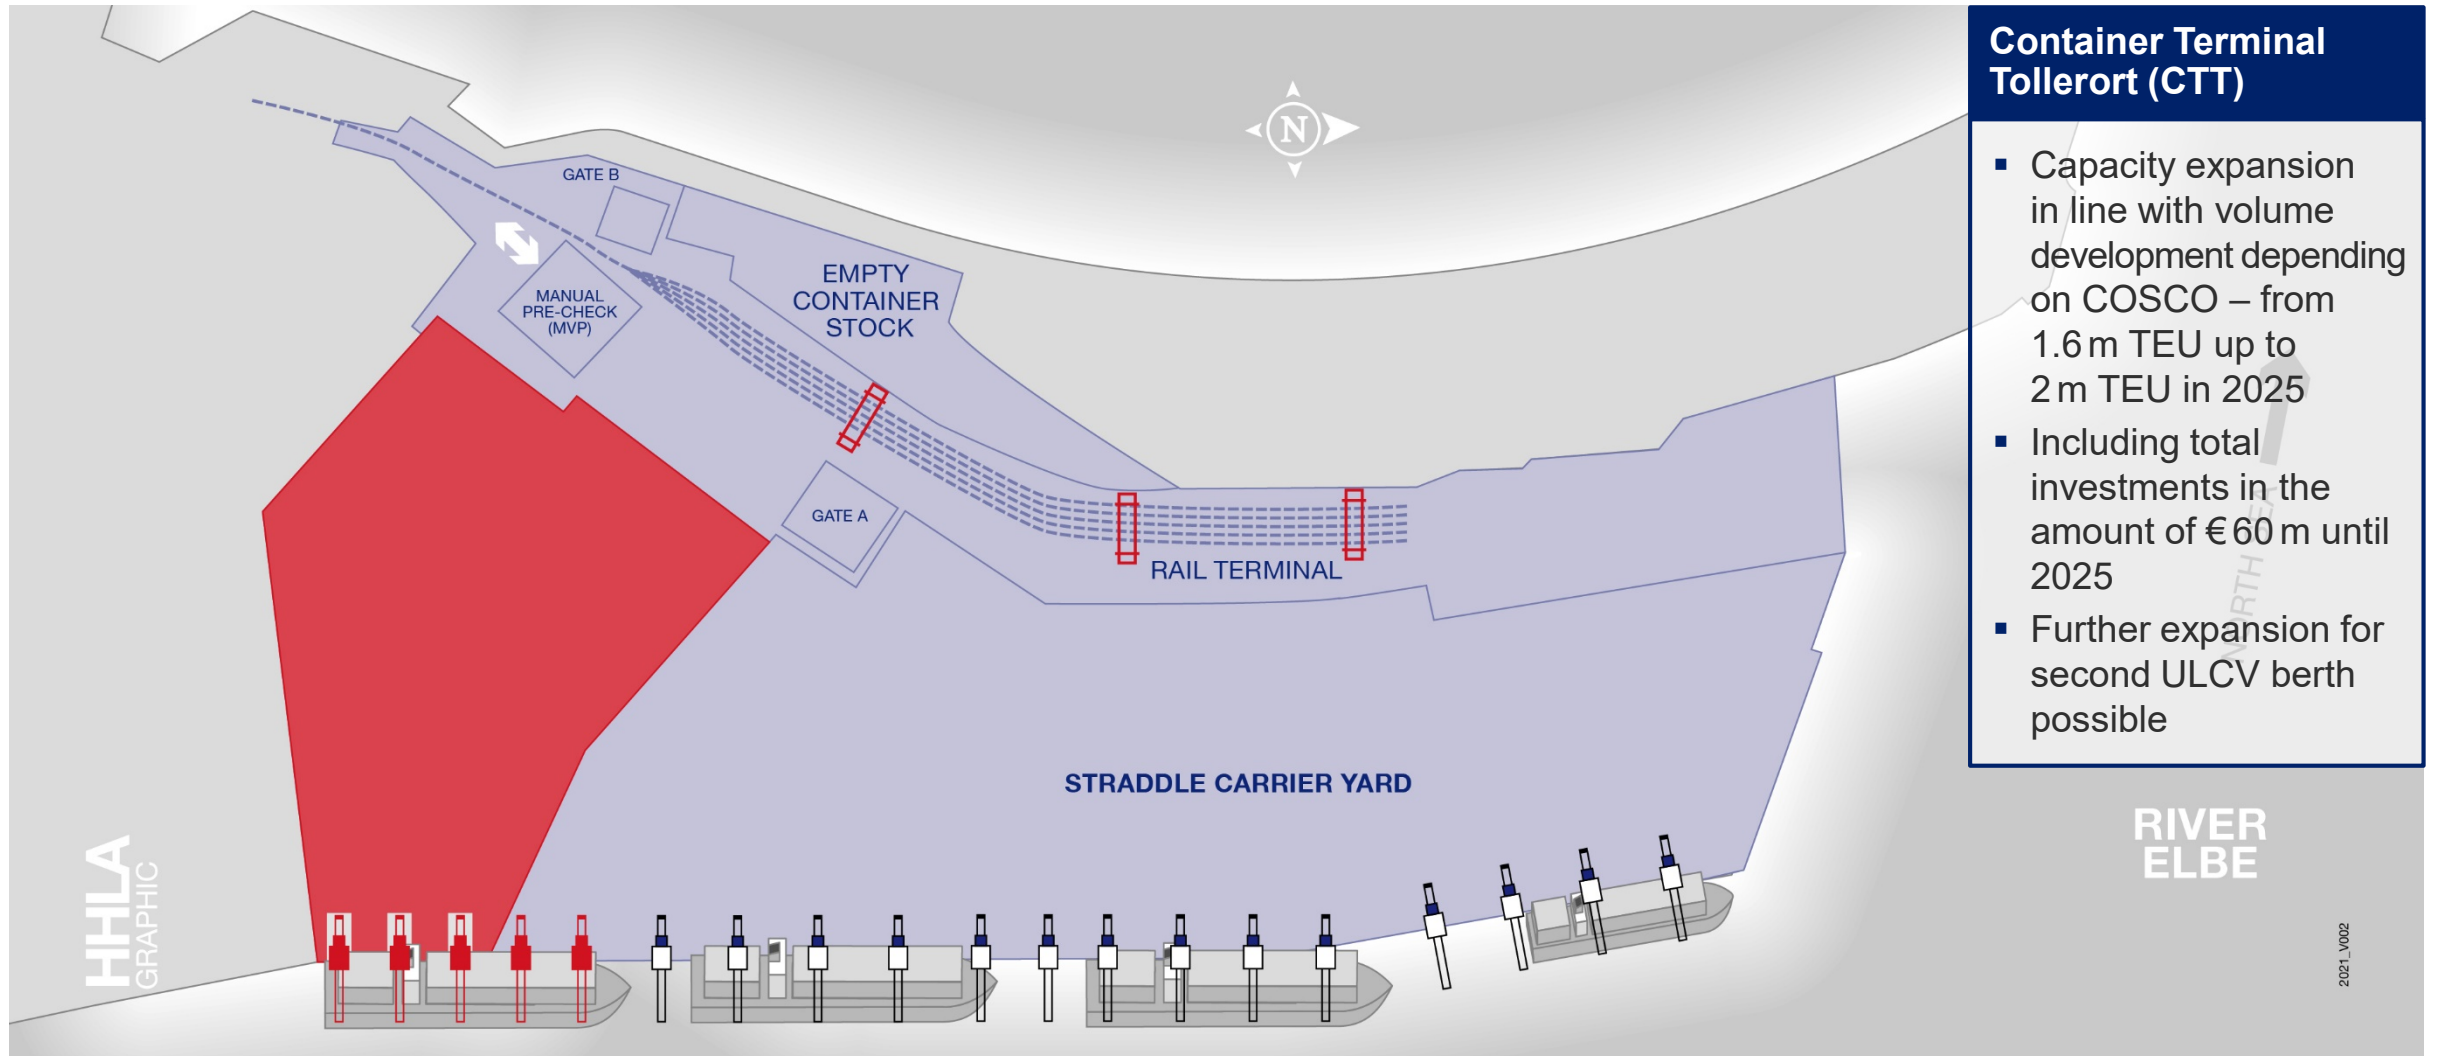 Container Terminal
Tollerort (CTT)
▪ Capacity expansion
in line with volume
development depending
on COSCO – from
1.6 m TEU up to
2 m TEU in 2025
▪ Including total
investments in the
amount of € 60 m until
2025
▪ Further expansion for
second ULCV berth
possible
N
GATE B
MANUAL
PRE-CHECK
(MVP)
EMPTY
CONTAINER
STOCK
GATE A
RAIL TERMINAL
STRADDLE CARRIER YARD
NORTH SEA
RIVER
ELBE
HHLA
GRAPHIC
2021_V002